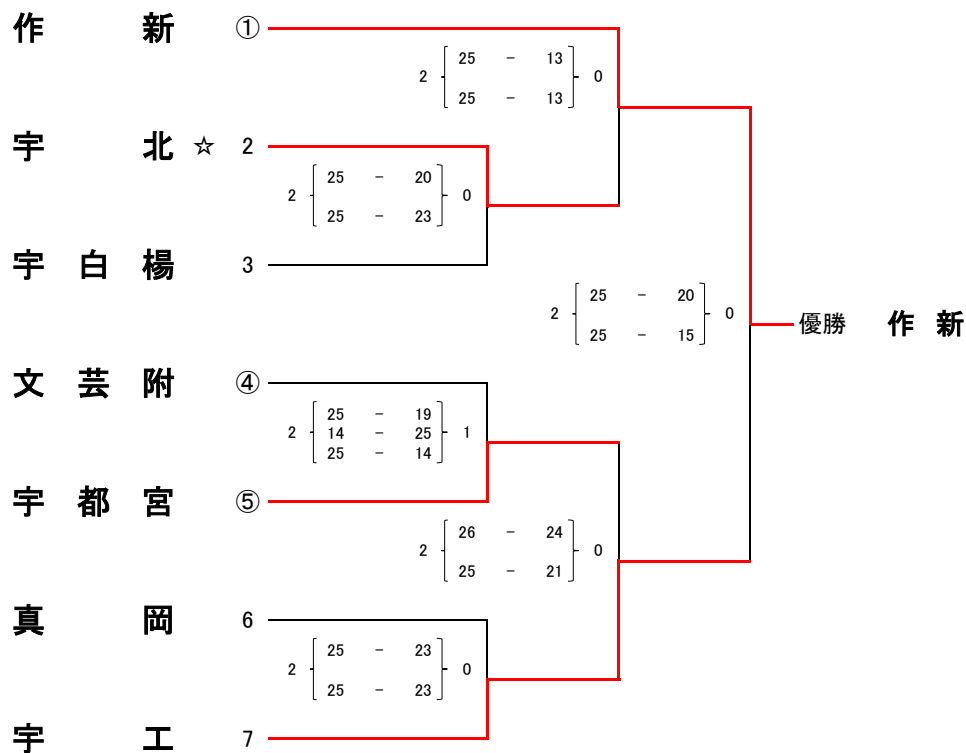 作 新 ①
25 - 13
2 0
25 - 13
宇 北 ☆ 2
25 - 20
2 0
25 - 23
宇 白 楊 3
25 - 20
2 0
25 - 15
優勝 作 新
文 芸 附 ④
25 - 19
2 14 - 25 1
25 - 14
宇 都 宮 ⑤
26 - 24
2 0
25 - 21
真 岡 6
25 - 23
2 0
25 - 23
宇 工 7